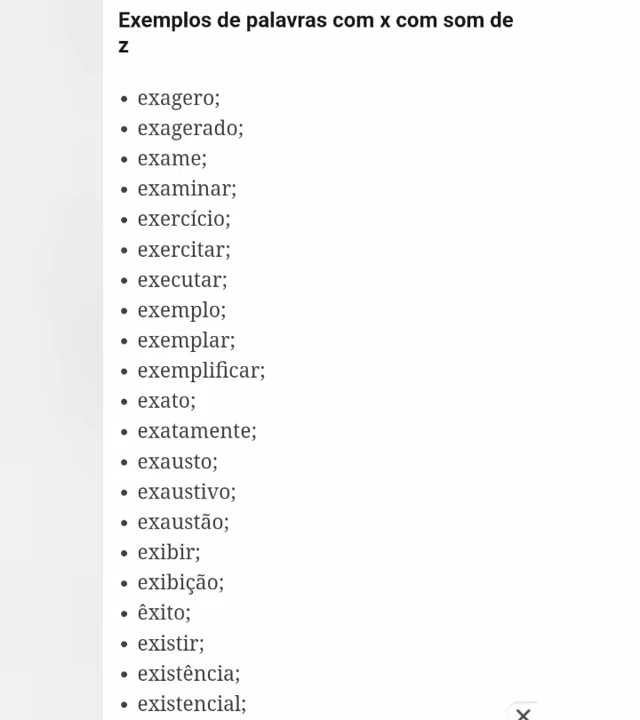 Exemplos de palavras com x com som de
z
• exagero;
• exagerado;
• exame;
• examinar;
• exercício;
• exercitar;
• executar;
• exemplo;
• exemplar;
• exemplificar;
• exato;
• exatamente;
• exausto;
• exaustivo;
• exaustão;
• exibir;
• exibição;
• êxito;
• existir;
• existência;
• existencial;